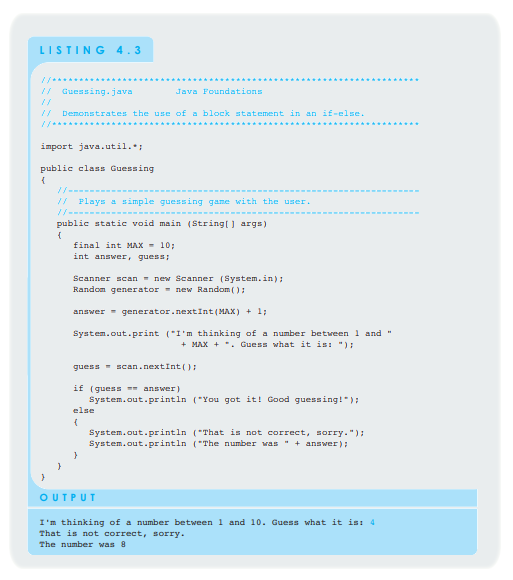 LISTING 4.3
//********************************************************************
//  Guessing.java       Java Foundations
//
//  Demonstrates the use of a block statement in an if-else.
//********************************************************************
import java.util.*;
public class Guessing
{
//-----------------------------------------------------------------
//  Plays a simple guessing game with the user.
//-----------------------------------------------------------------
public static void main (String[] args)
{
final int MAX = 10;
int answer, guess;
Scanner scan = new Scanner (System.in);
Random generator = new Random();
answer = generator.nextInt(MAX) + 1;
System.out.print ("I'm thinking of a number between 1 and "
+ MAX + ". Guess what it is: ");
guess = scan.nextInt();
if (guess == answer)
System.out.println ("You got it! Good guessing!");
else
{
System.out.println ("That is not correct, sorry.");
System.out.println ("The number was " + answer);
}
}
}
OUTPUT
I'm thinking of a number between 1 and 10. Guess what it is: 4
That is not correct, sorry.
The number was 8